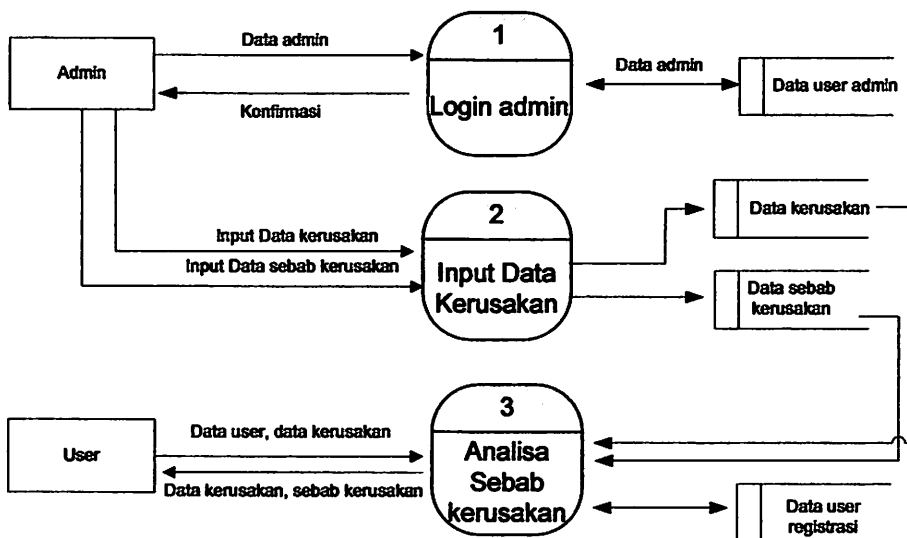 1
Data admin
Admin
Login admin
Data admin
Data user admin
Konfirmasi
2
Data kerusakan
Input Data kerusakan
Input Data sebab kerusakan
Input Data
Kerusakan
Data sebab
kerusakan
3
Data user, data kerusakan
User
Analisa
Sebab
kerusakan
Data kerusakan, sebab kerusakan
Data user
registrasi